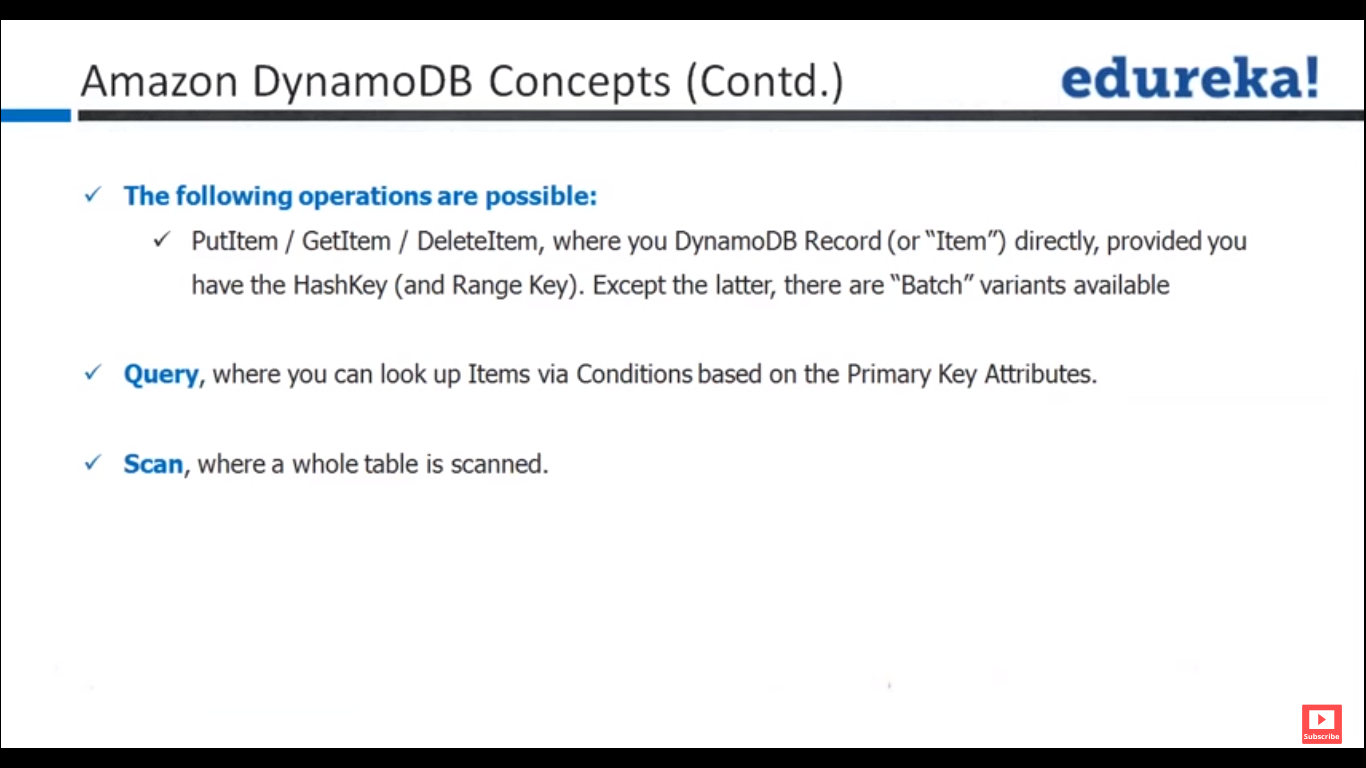 Amazon DynamoDB Concepts (Contd.)
edureka!
The following operations are possible:
PutItem / GetItem / DeleteItem, where you DynamoDB Record (or “Item”) directly, provided you
have the HashKey (and Range Key). Except the latter, there are “Batch” variants available
Query, where you can look up Items via Conditions based on the Primary Key Attributes.
Scan, where a whole table is scanned.
Subscribe